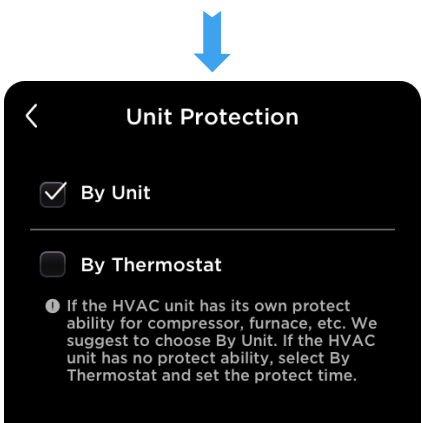 Unit Protection
By Unit
By Thermostat
If the HVAC unit has its own protect
ability for compressor, furnace, etc. We
suggest to choose By Unit. If the HVAC
unit has no protect ability, select By
Thermostat and set the protect time.